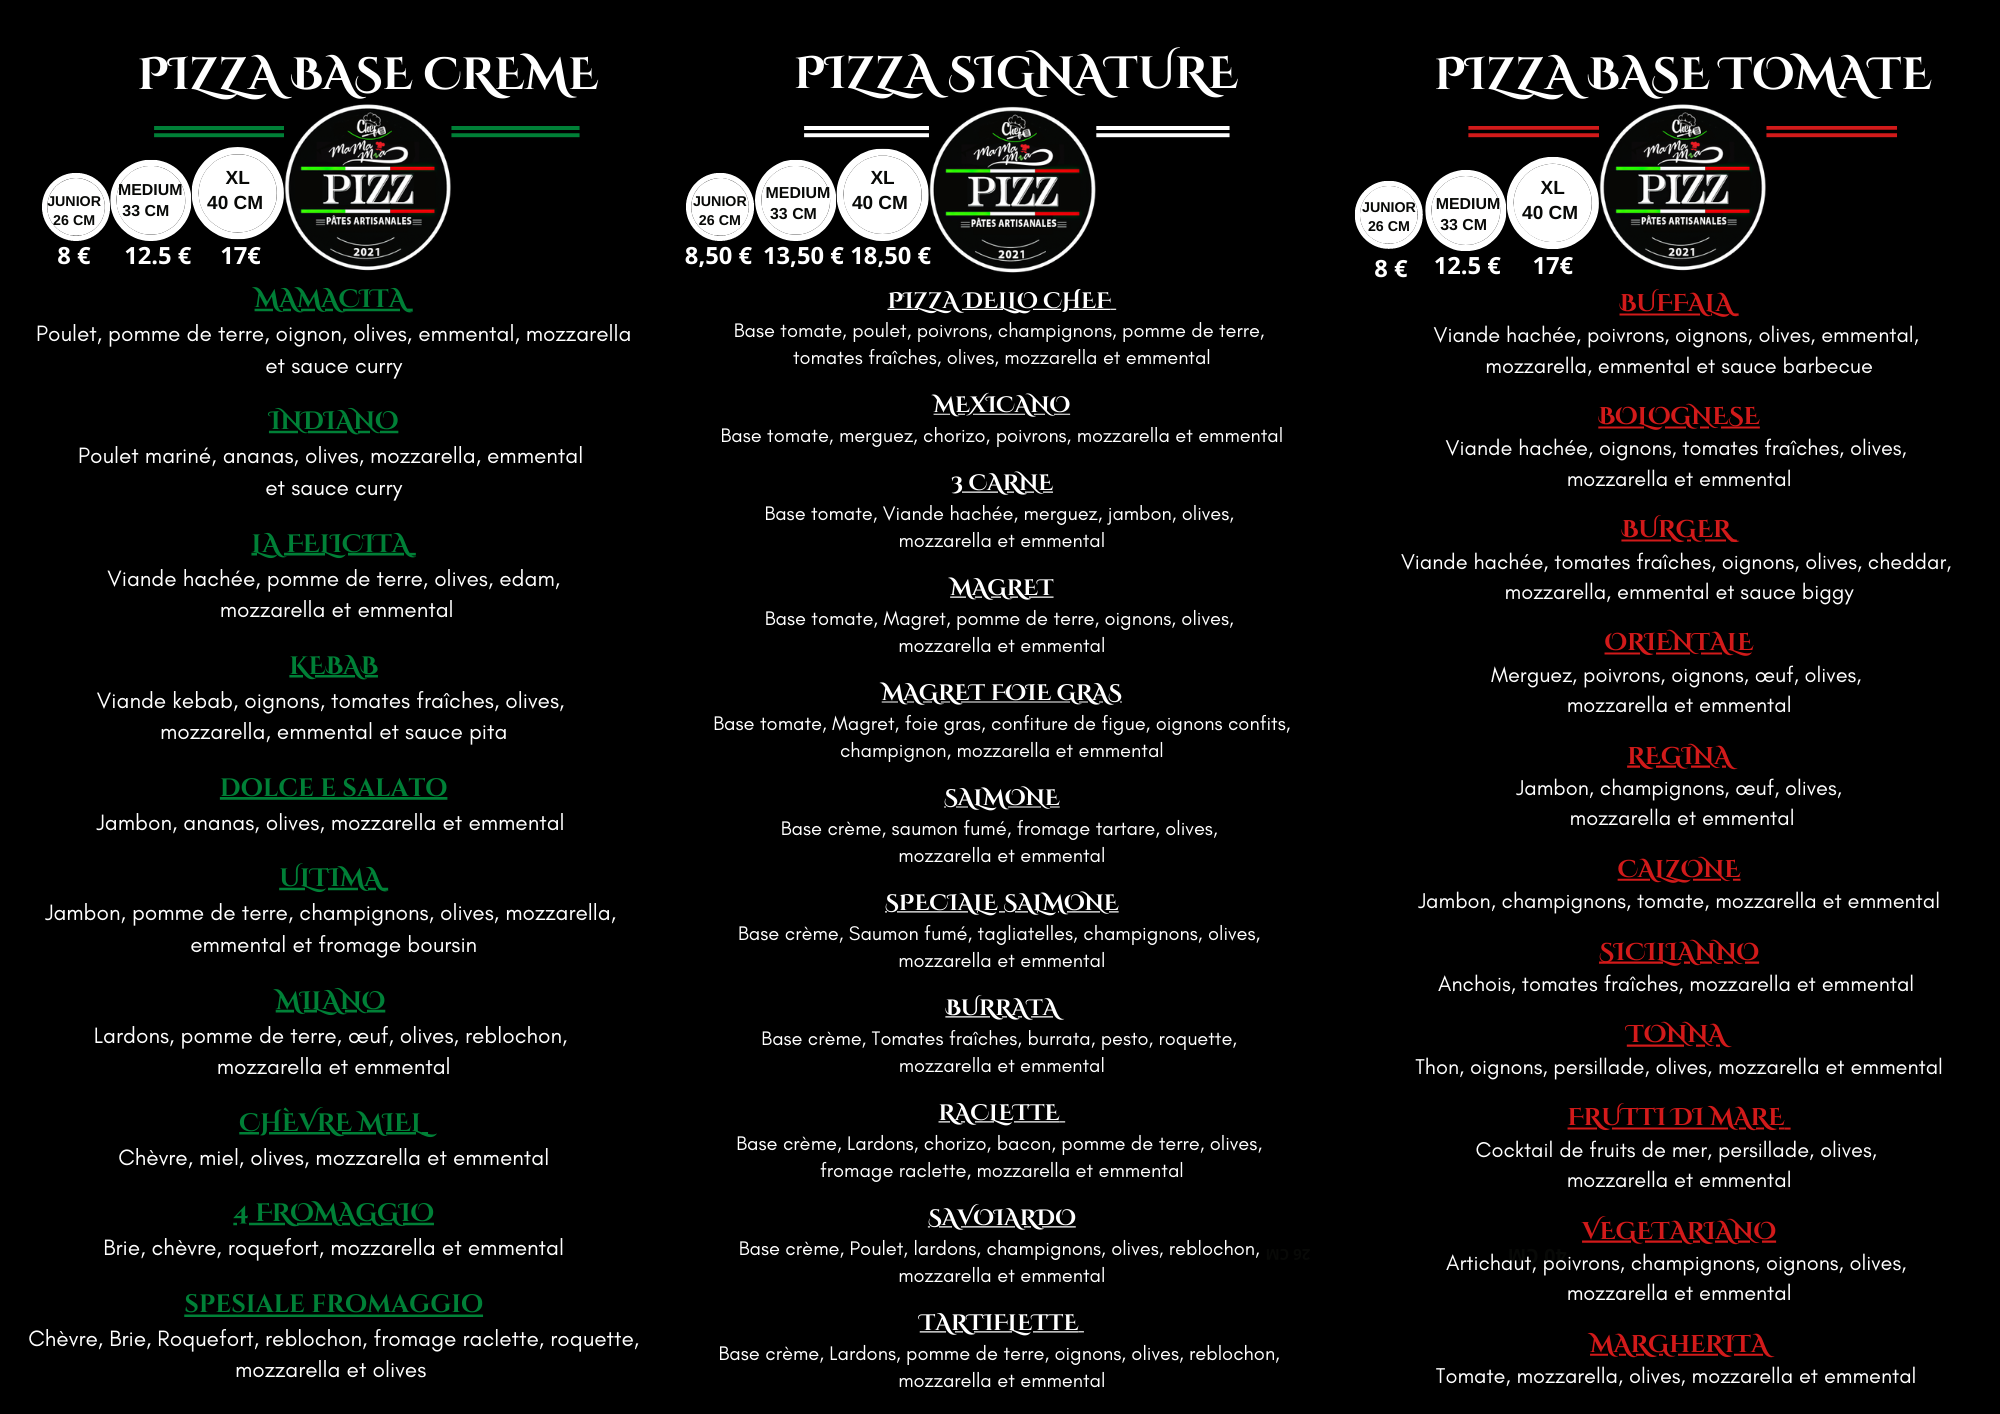 PIZZA BASE CREME
Chef
MaMa
Mia
PIZZ
PÂTES ARTISANALES
2021
JUNIOR
26 CM
MEDIUM
33 CM
XL
40 CM
8 €
12.5 €
17€
MAMACITA
Poulet, pomme de terre, oignon, olives, emmental, mozzarella
et sauce curry
INDIANO
Poulet mariné, ananas, olives, mozzarella, emmental
et sauce curry
LA FELICITA
Viande hachée, pomme de terre, olives, edam,
mozzarella et emmental
KEBAB
Viande kebab, oignons, tomates fraîches, olives,
mozzarella, emmental et sauce pita
DOLCE E SALATO
Jambon, ananas, olives, mozzarella et emmental
ULTIMA
Jambon, pomme de terre, champignons, olives, mozzarella,
emmental et fromage boursin
MILANO
Lardons, pomme de terre, œuf, olives, reblochon,
mozzarella et emmental
CHÈVRE MIEL
Chèvre, miel, olives, mozzarella et emmental
4 FROMAGGIO
Brie, chèvre, roquefort, mozzarella et emmental
SPESIALE FROMAGGIO
Chèvre, Brie, Roquefort, reblochon, fromage raclette, roquette,
mozzarella et olives
PIZZA SIGNATURE
Chef
MaMa
Mia
PIZZ
PÂTES ARTISANALES
2021
JUNIOR
26 CM
MEDIUM
33 CM
XL
40 CM
8,50 €
13,50 €
18,50 €
PIZZA DELLO CHEF
Base tomate, poulet, poivrons, champignons, pomme de terre,
tomates fraîches, olives, mozzarella et emmental
MEXICANO
Base tomate, merguez, chorizo, poivrons, mozzarella et emmental
3 CARNE
Base tomate, Viande hachée, merguez, jambon, olives,
mozzarella et emmental
MAGRET
Base tomate, Magret, pomme de terre, oignons, olives,
mozzarella et emmental
MAGRET FOIE GRAS
Base tomate, Magret, foie gras, confiture de figue, oignons confits,
champignon, mozzarella et emmental
SALMONE
Base crème, saumon fumé, fromage tartare, olives,
mozzarella et emmental
SPECIALE SALMONE
Base crème, Saumon fumé, tagliatelles, champignons, olives,
mozzarella et emmental
BURRATA
Base crème, Tomates fraîches, burrata, pesto, roquette,
mozzarella et emmental
RACLETTE
Base crème, Lardons, chorizo, bacon, pomme de terre, olives,
fromage raclette, mozzarella et emmental
SAVOIARDO
Base crème, Poulet, lardons, champignons, olives, reblochon,
mozzarella et emmental
TARTIFLETTE
Base crème, Lardons, pomme de terre, oignons, olives, reblochon,
mozzarella et emmental
26 CM
PIZZA BASE TOMATE
Chef
MaMa
Mia
PIZZ
PÂTES ARTISANALES
2021
JUNIOR
26 CM
MEDIUM
33 CM
XL
40 CM
8 €
12.5 €
17€
BUFFALA
Viande hachée, poivrons, oignons, olives, emmental,
mozzarella, emmental et sauce barbecue
BOLOGNESE
Viande hachée, oignons, tomates fraîches, olives,
mozzarella et emmental
BURGER
Viande hachée, tomates fraîches, oignons, olives, cheddar,
mozzarella, emmental et sauce biggy
ORIENTALE
Merguez, poivrons, oignons, œuf, olives,
mozzarella et emmental
REGINA
Jambon, champignons, œuf, olives,
mozzarella et emmental
CALZONE
Jambon, champignons, tomate, mozzarella et emmental
SICILIANNO
Anchois, tomates fraîches, mozzarella et emmental
TONNA
Thon, oignons, persillade, olives, mozzarella et emmental
FRUTTI DI MARE
Cocktail de fruits de mer, persillade, olives,
mozzarella et emmental
VEGETARIANO
40 CM
Artichaut, poivrons, champignons, oignons, olives,
mozzarella et emmental
MARGHERITA
Tomate, mozzarella, olives, mozzarella et emmental